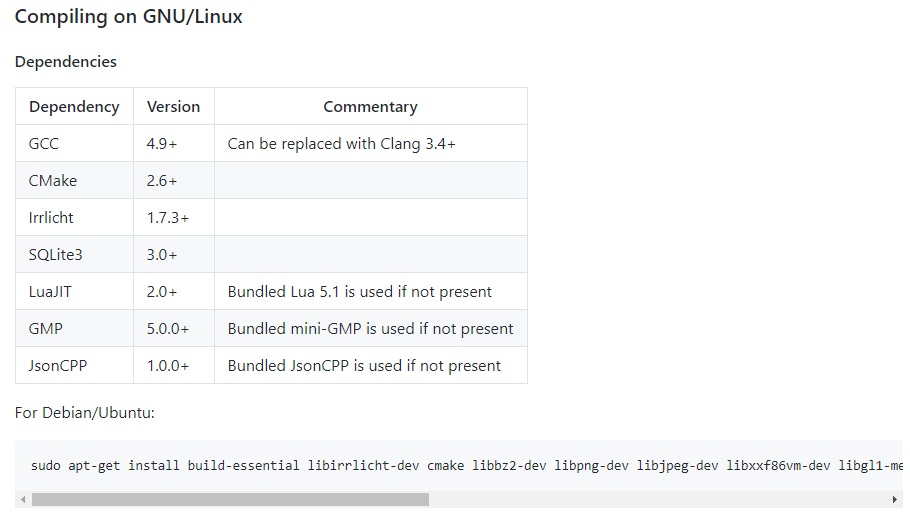 Compiling on GNU/Linux
Dependencies
Dependency Version Commentary
GCC 4.9+ Can be replaced with Clang 3.4+
CMake 2.6+
Irrlicht 1.7.3+
SQLite3 3.0+
LuaJIT 2.0+ Bundled Lua 5.1 is used if not present
GMP 5.0.0+ Bundled mini-GMP is used if not present
JsonCPP 1.0.0+ Bundled JsonCPP is used if not present
For Debian/Ubuntu:
sudo apt-get install build-essential libirrlicht-dev cmake libbz2-dev libpng-dev libjpeg-dev libxxf86vm-dev